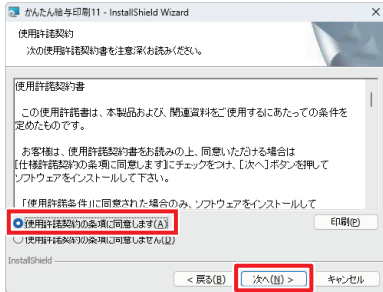 かんたん給与印刷11 - InstallShield Wizard
使用許諾契約
次の使用許諾契約書を注意深くお読みください。
使用許諾契約書
この使用許諾書は、本製品および、関連資料をご使用するにあたっての条件を
定めたものです。
お客様は、使用許諾契約書をお読みの上、同意いただける場合は
[仕様許諾契約の条項に同意します]にチェックをつけ、[次へ]ボタンを押して
ソフトウェアをインストールして下さい。
「使用許諾条件」に同意された場合のみ、ソフトウェアをインストールして
使用許諾契約の条項に同意します(A)
印刷(P)
使用許諾契約の条項に同意しません(D)
InstallShield
< 戻る(B)
次へ(N) >
キャンセル